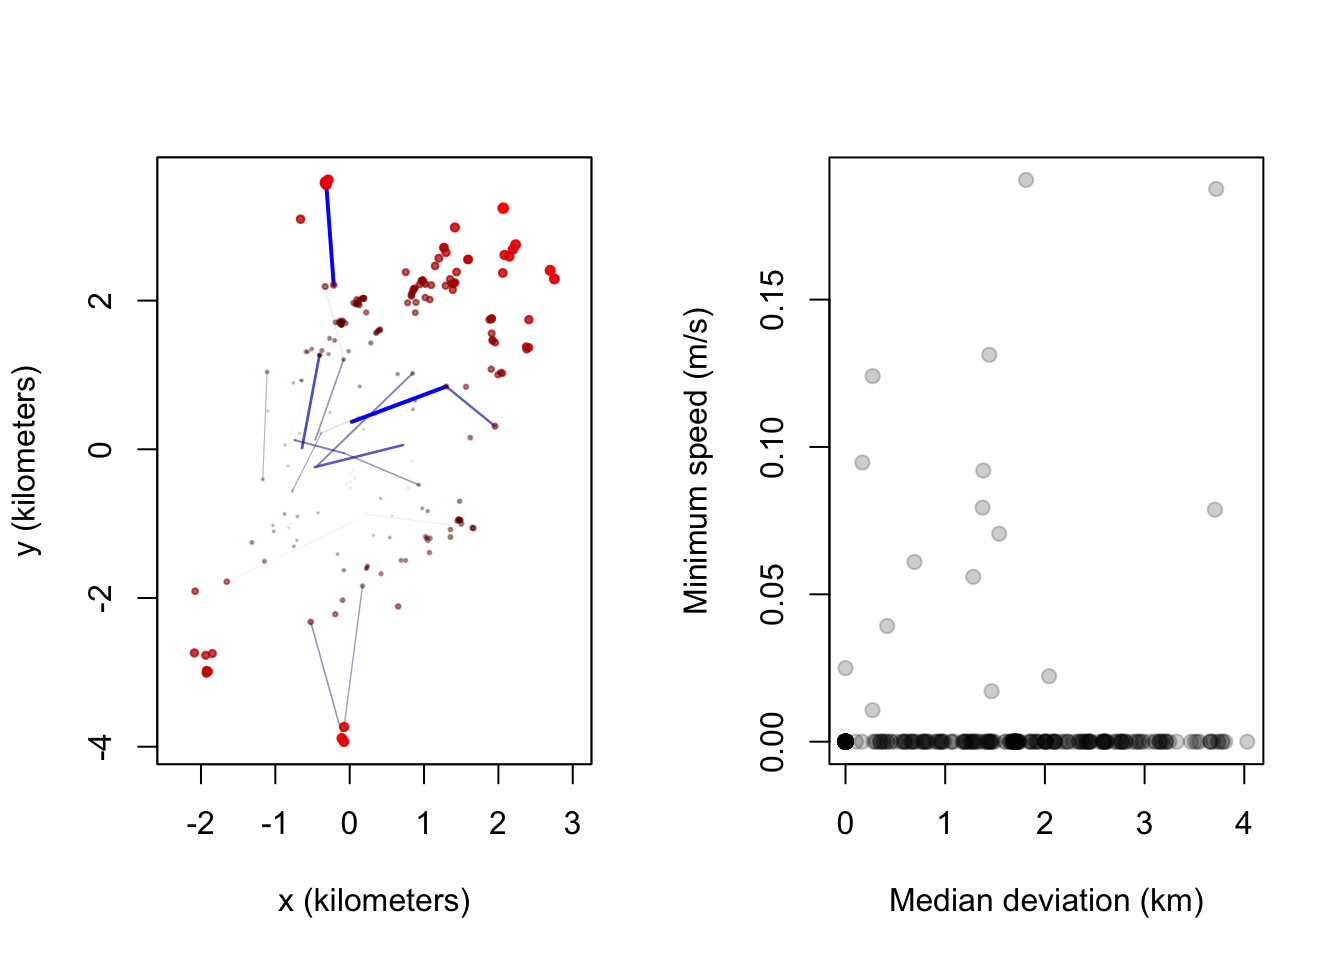 y (kilometers)
2
0
-2
-4
-2 -1 0 1 2 3
x (kilometers)
Minimum speed (m/s)
0.15
0.10
0.05
0.00
0 1 2 3 4
Median deviation (km)